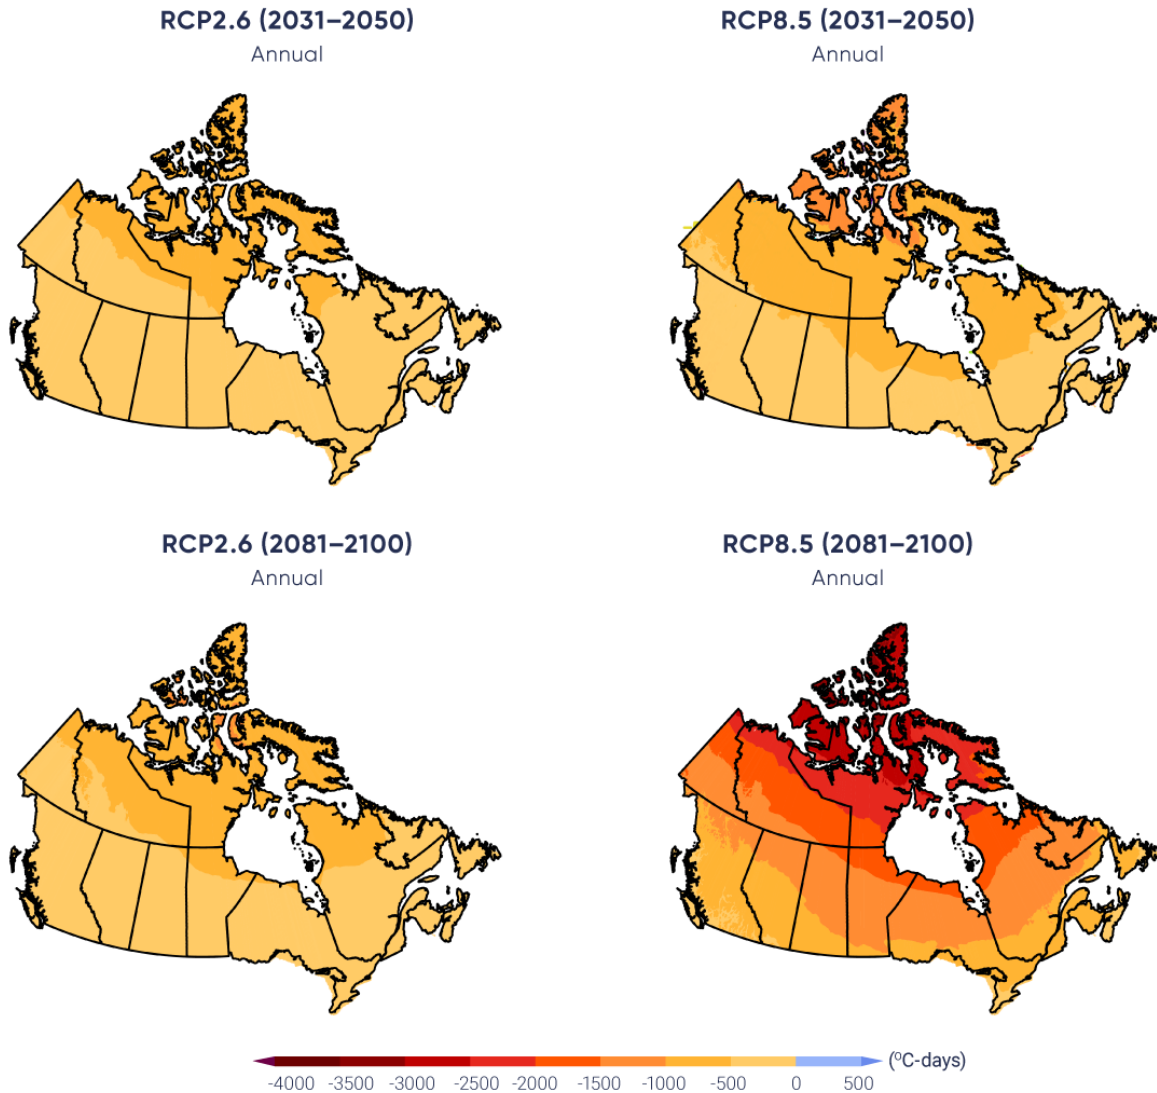 RCP2.6 (2031–2050)
Annual
RCP8.5 (2031–2050)
Annual
RCP2.6 (2081–2100)
Annual
RCP8.5 (2081–2100)
Annual
(ºC-days)
-4000 -3500 -3000 -2500 -2000 -1500 -1000 -500 0 500